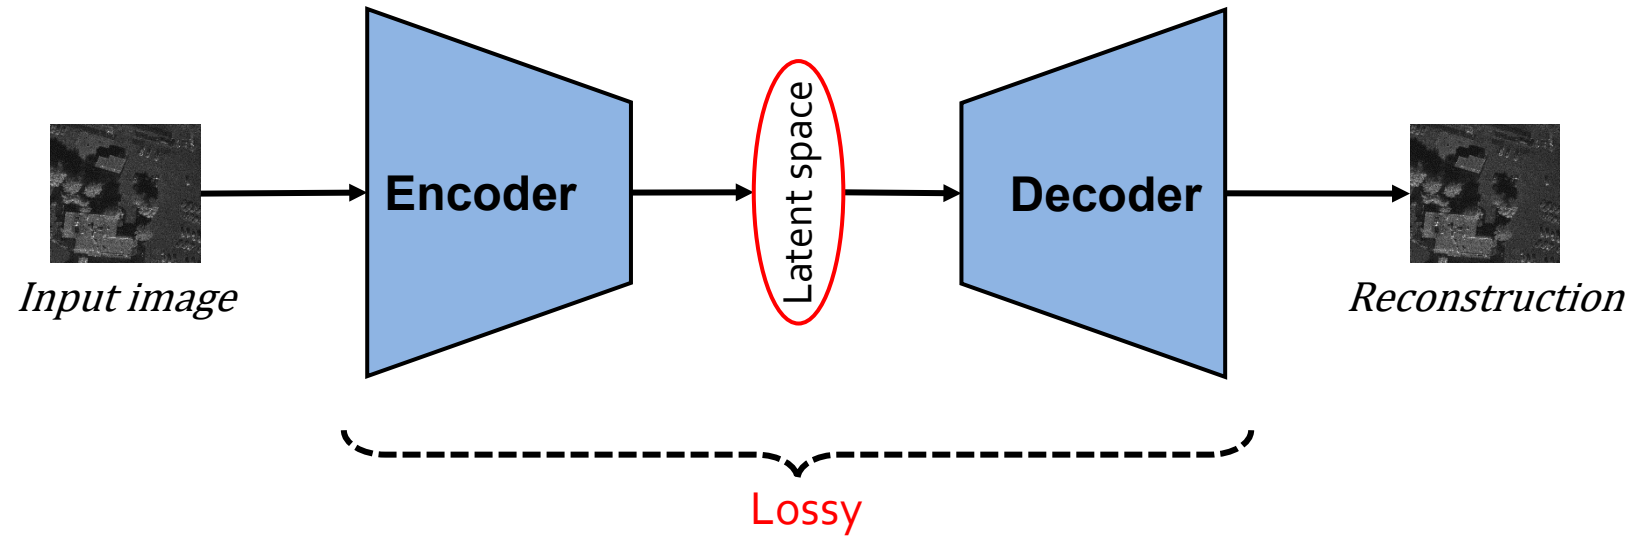 Input image
Encoder
Latent space
Decoder
Reconstruction
Lossy